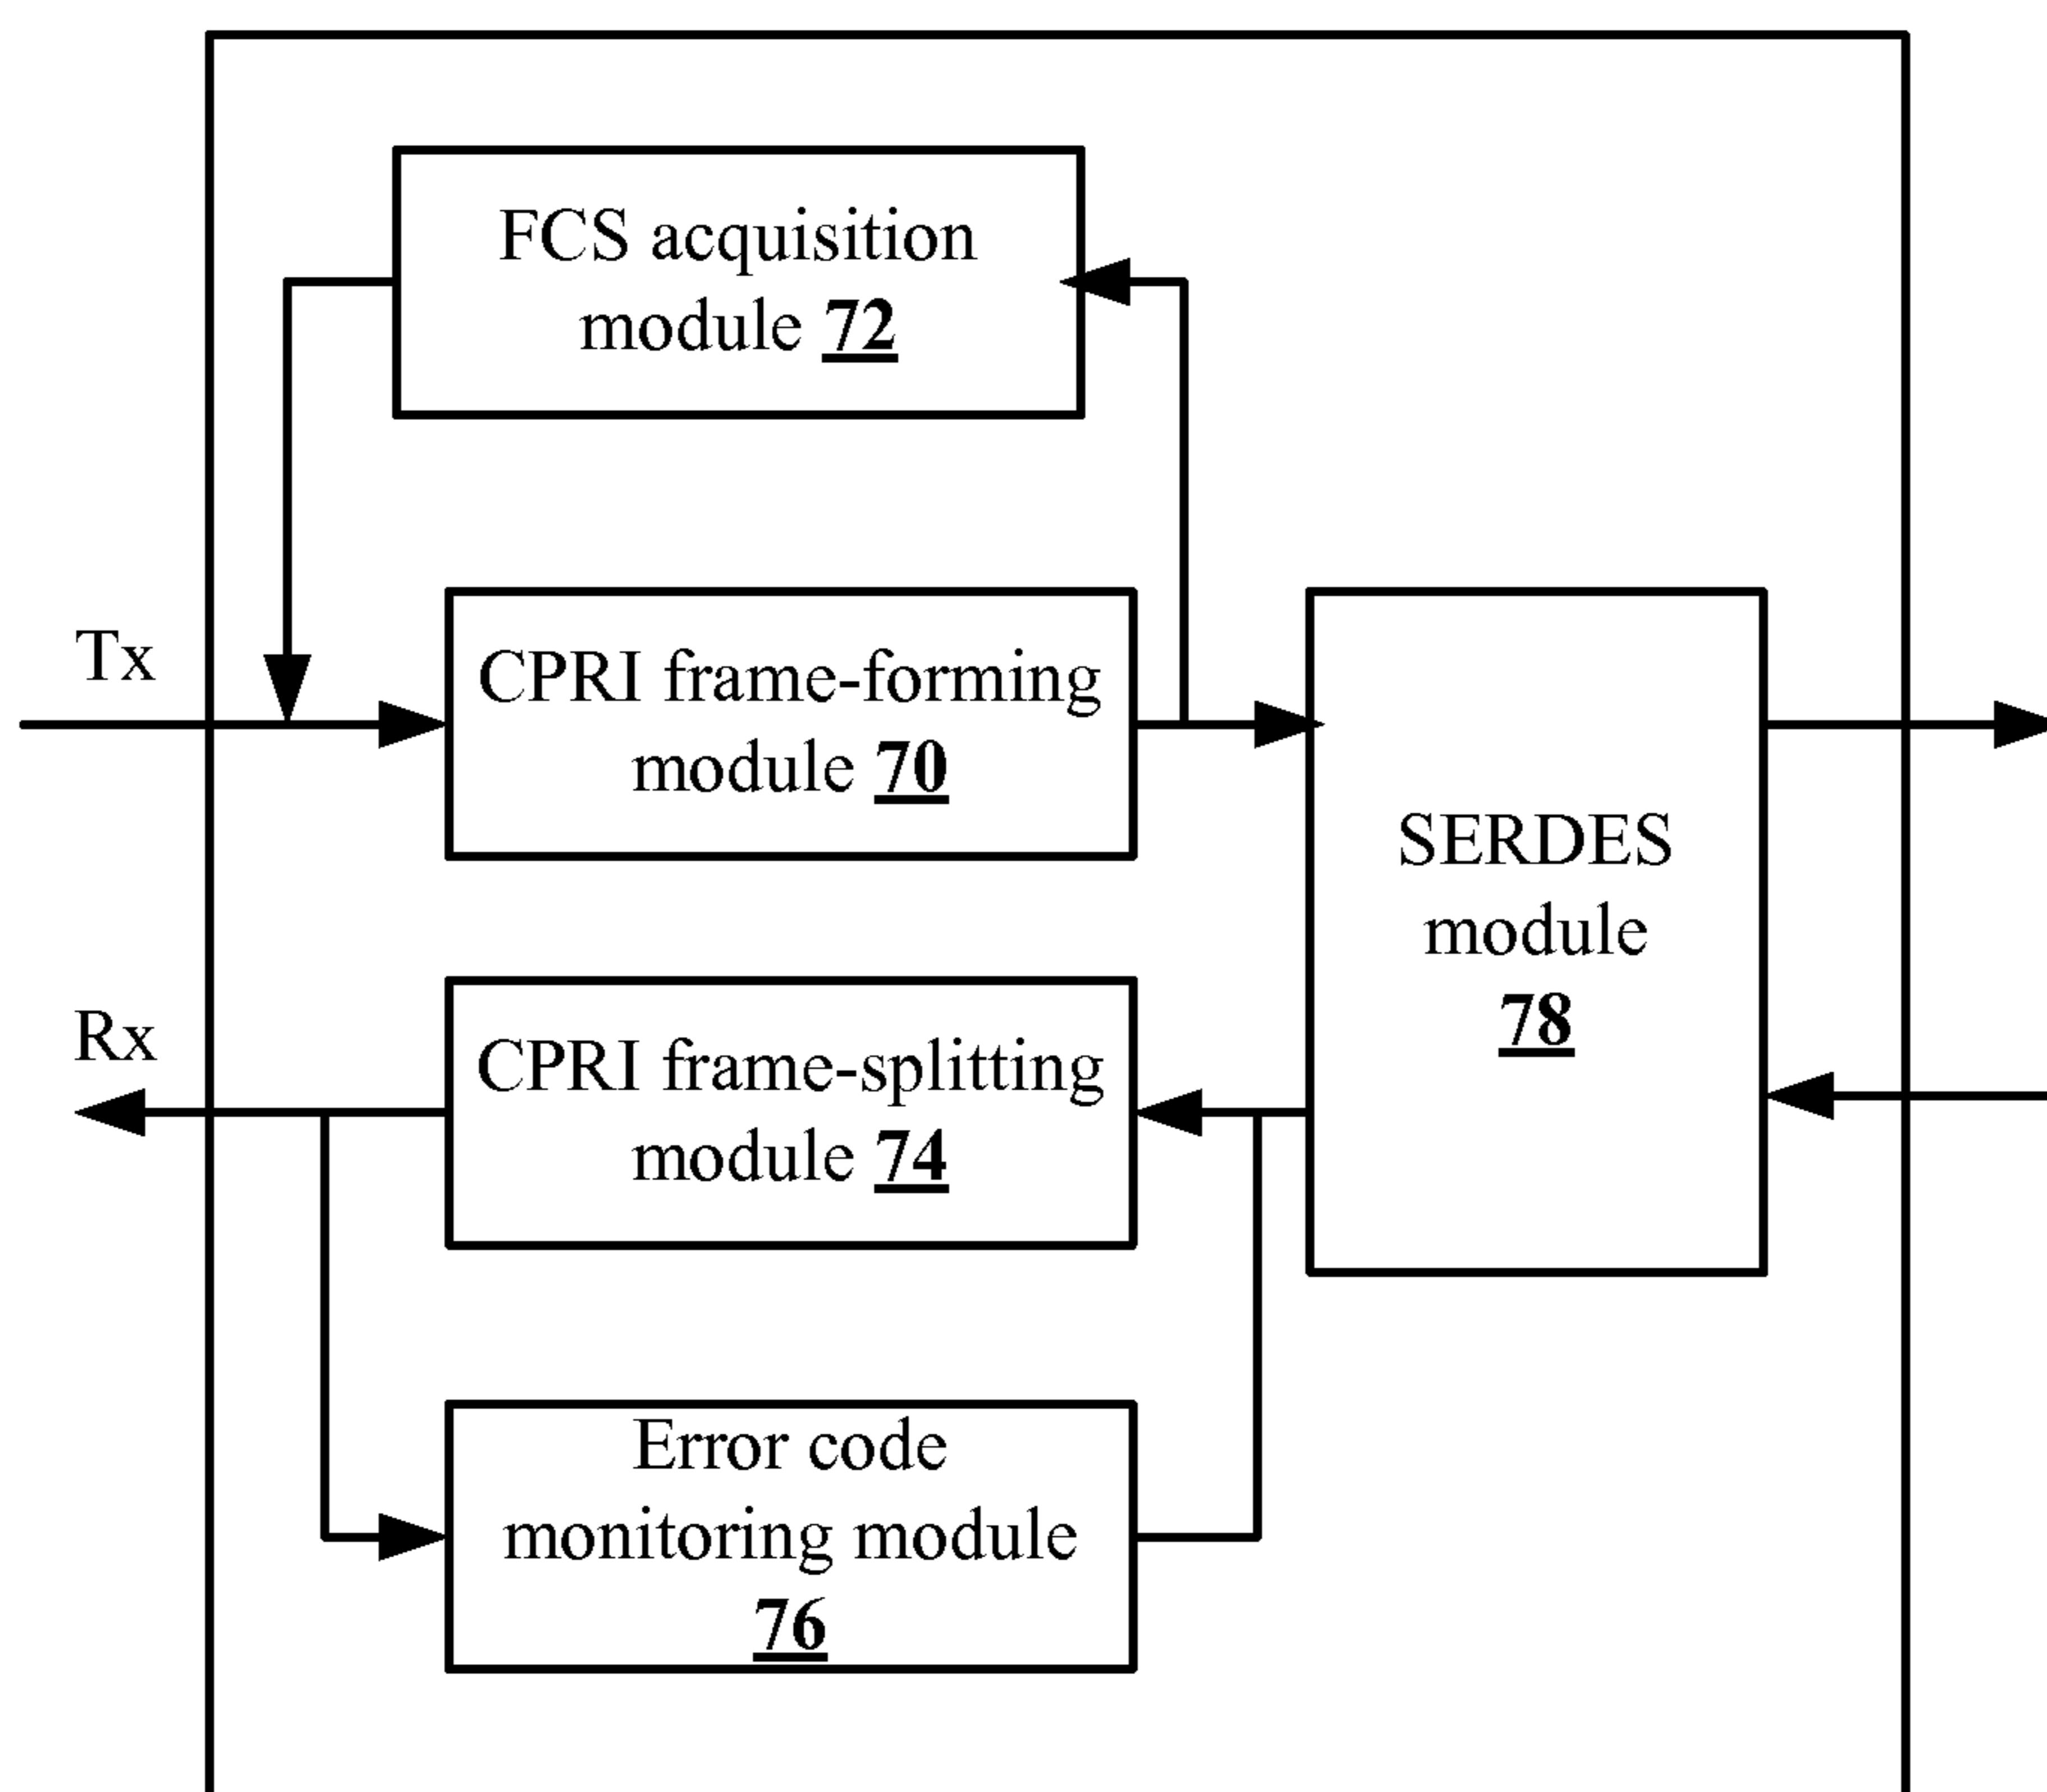 FCS acquisition
module 72
Tx
CPRI frame-forming
module 70
SERDES
module
78
Rx
CPRI frame-splitting
module 74
Error code
monitoring module
76